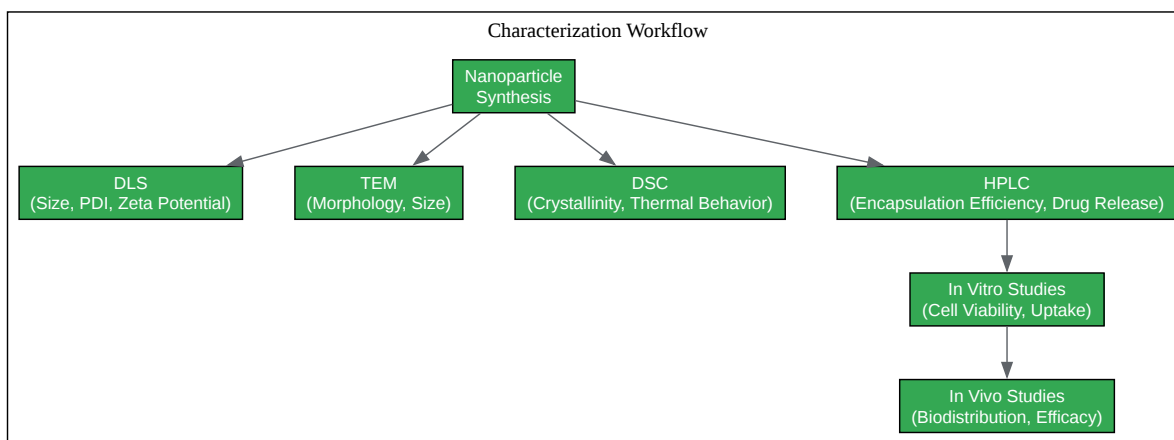 Characterization Workflow
Nanoparticle
Synthesis
DLS
(Size, PDI, Zeta Potential)
TEM
(Morphology, Size)
DSC
(Crystallinity, Thermal Behavior)
HPLC
(Encapsulation Efficiency, Drug Release)
In Vitro Studies
(Cell Viability, Uptake)
In Vivo Studies
(Biodistribution, Efficacy)